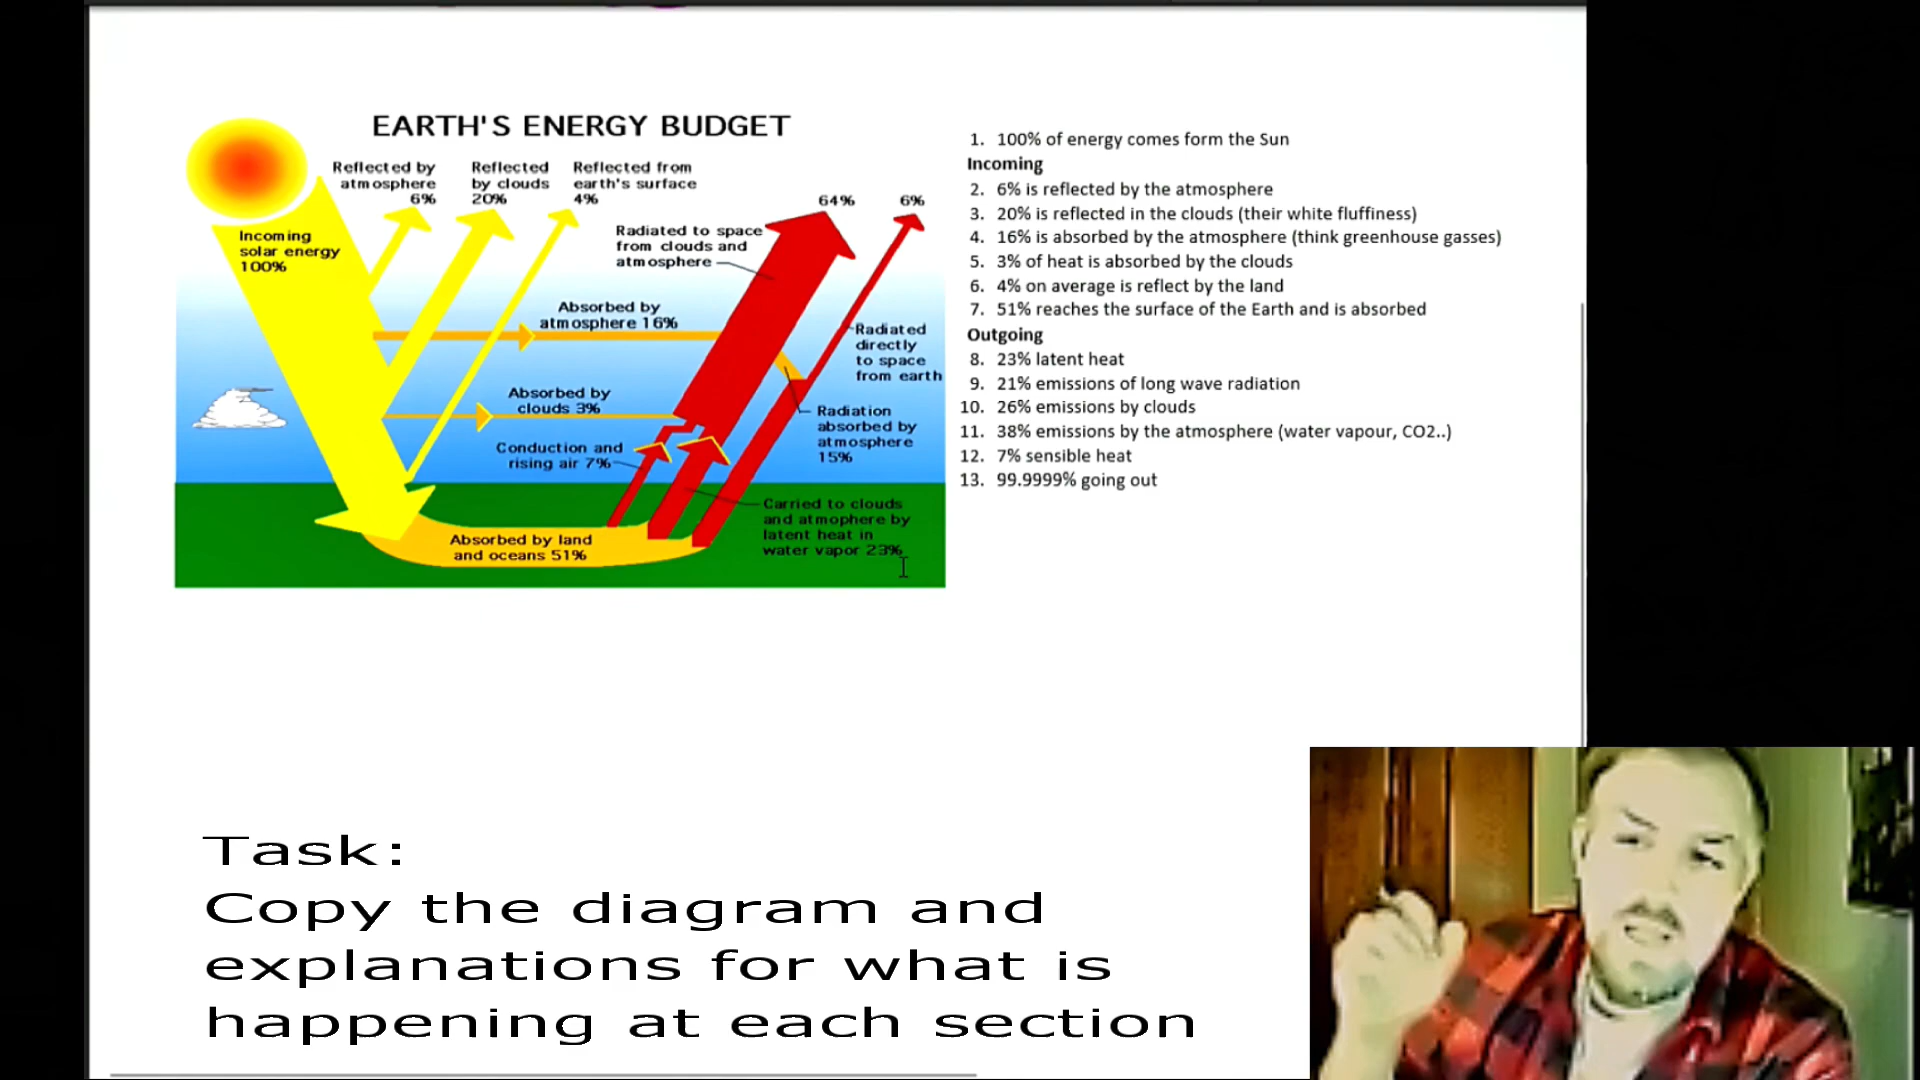 EARTH'S ENERGY BUDGET
Reflected by
atmosphere
6%
Reflected
by clouds
20%
Reflected from
earth's surface
4%
64%
6%
Incoming
solar energy
100%
Radiated to space
from clouds and
atmosphere
Absorbed by
atmosphere 16%
Radiated
directly
to space
from earth
Absorbed by
clouds 3%
Radiation
absorbed by
atmosphere
15%
Conduction and
rising air 7%
Carried to clouds
and atmophere by
latent heat in
water vapor 23%
Absorbed by land
and oceans 51%
1. 100% of energy comes form the Sun
Incoming
2. 6% is reflected by the atmosphere
3. 20% is reflected in the clouds (their white fluffiness)
4. 16% is absorbed by the atmosphere (think greenhouse gasses)
5. 3% of heat is absorbed by the clouds
6. 4% on average is reflect by the land
7. 51% reaches the surface of the Earth and is absorbed
Outgoing
8. 23% latent heat
9. 21% emissions of long wave radiation
10. 26% emissions by clouds
11. 38% emissions by the atmosphere (water vapour, CO2..)
12. 7% sensible heat
13. 99.9999% going out
Task:
Copy the diagram and
explanations for what is
happening at each section